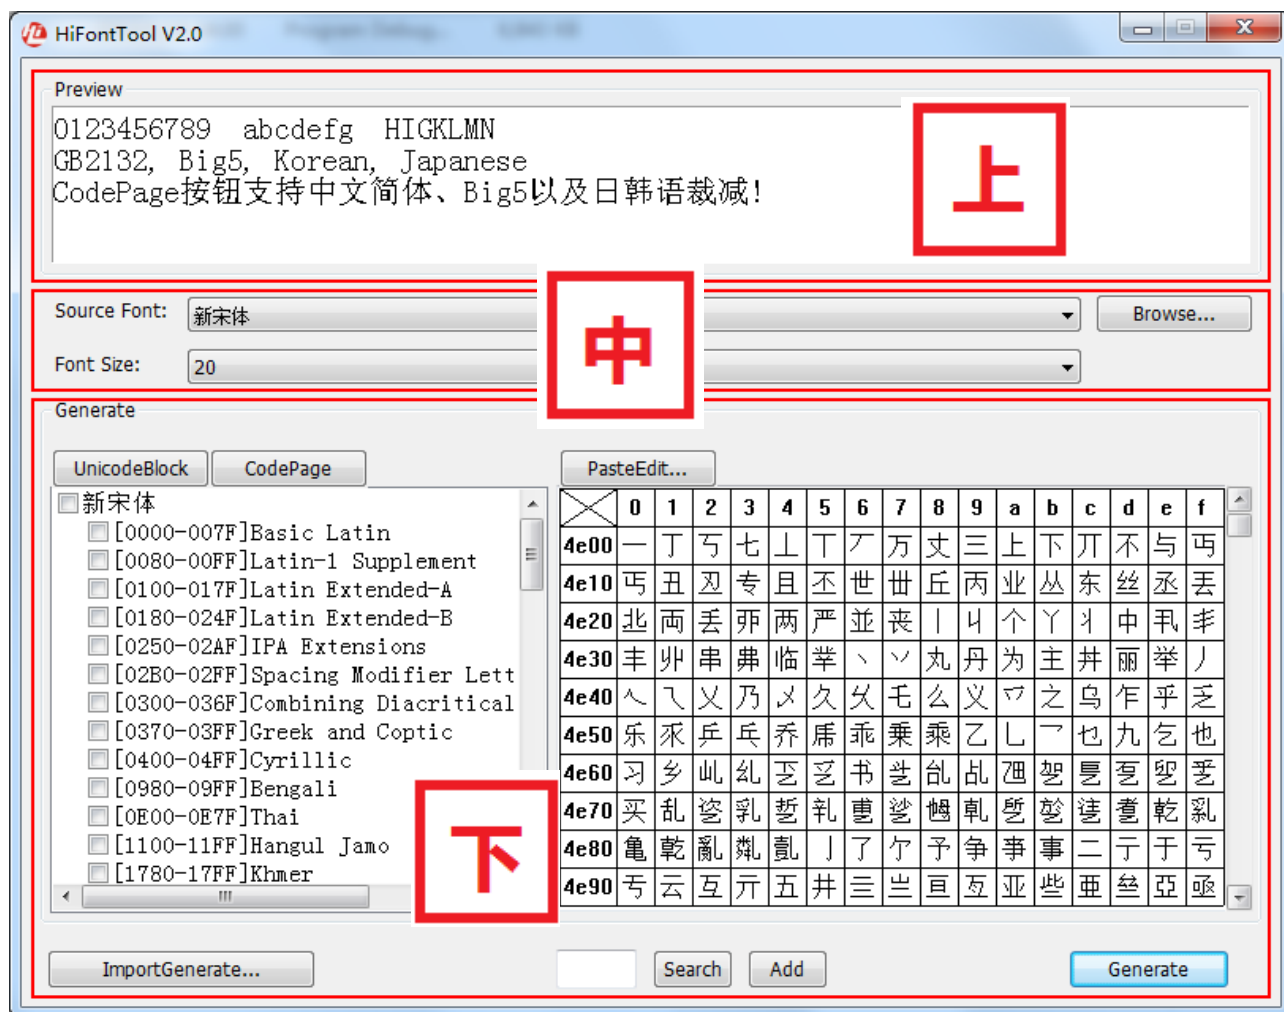 HiFontTool V2.0
Preview
0123456789 abcdefg HIGKLMN
GB2132, Big5, Korean, Japanese
CodePage按钮支持中文简体、Big5以及日韩语裁减!
上
Source Font: 新宋体 Browse...
中
Font Size: 20
Generate
UnicodeBlock CodePage PasteEdit...
新宋体
[0000-007F]Basic Latin
[0080-00FF]Latin-1 Supplement
[0100-017F]Latin Extended-A
[0180-024F]Latin Extended-B
[0250-02AF]IPA Extensions
[02B0-02FF]Spacing Modifier Lett
[0300-036F]Combining Diacritical
[0370-03FF]Greek and Coptic
[0400-04FF]Cyrillic
[0980-09FF]Bengali
[0E00-0E7F]Thai
[1100-11FF]Hangul Jamo
[1780-17FF]Khmer
下
0 1 2 3 4 5 6 7 8 9 a b c d e f
4e00 一 丁 丂 七 丄 丅 丆 万 丈 三 上 下 丌 不 与 丏
4e10 丐 丑 丒 专 且 丕 世 丗 丘 丙 业 丛 东 丝 丞 丟
4e20 丠 両 丢 丣 两 严 並 丧 丨 丩 个 丫 丬 中 丮 丯
4e30 丰 丱 串 丳 临 丵 丶 丷 丸 丹 为 主 丼 丽 举 丿
4e40 乀 乁 乂 乃 乄 久 乆 乇 么 义 乊 之 乌 乍 乎 乏
4e50 乐 乑 乒 乓 乔 乕 乖 乗 乘 乙 乚 乛 乜 九 乞 也
4e60 习 乡 乢 乣 乤 乥 书 乧 乨 乩 乪 乫 乬 乭 乮 乯
4e70 买 乱 乲 乳 乴 乵 乶 乷 乸 乹 乺 乻 乼 乽 乾 乿
4e80 亀 亁 亂 亃 亄 亅 了 亇 予 争 亊 事 二 亍 于 亏
4e90 亐 云 互 亓 五 井 亖 亗 亘 亙 亚 些 亜 亝 亞 亟
ImportGenerate... Search Add Generate